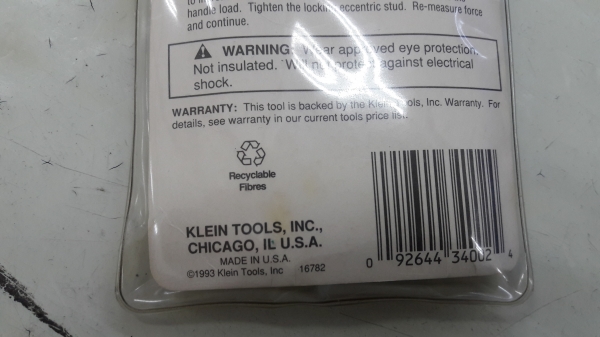 handle load. Tighten the locking eccentric stud. Re-measure force
and continue.
WARNING: Wear approved eye protection.
Not insulated. Will not protect against electrical
shock.
WARRANTY: This tool is backed by the Klein Tools, Inc. Warranty. For
details, see warranty in our current tools price list.
Recyclable
Fibres
KLEIN TOOLS, INC.,
CHICAGO, IL U.S.A.
MADE IN U.S.A.
©1993 Klein Tools, Inc 16782
0 92644 34002 4